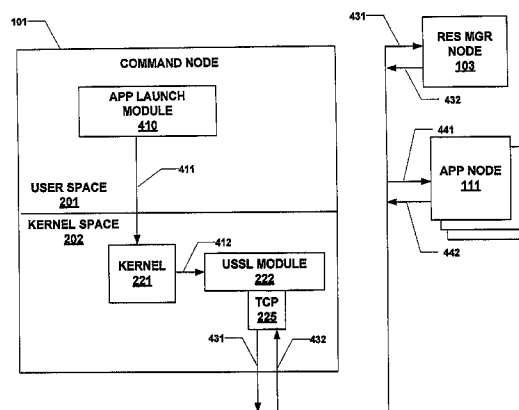 101
COMMAND NODE
APP LAUNCH
MODULE
410
411
USER SPACE
201
KERNEL SPACE
202
KERNEL
221
412
USSL MODULE
222
TCP
225
431
432
431
RES MGR
NODE
103
432
441
APP NODE
111
442